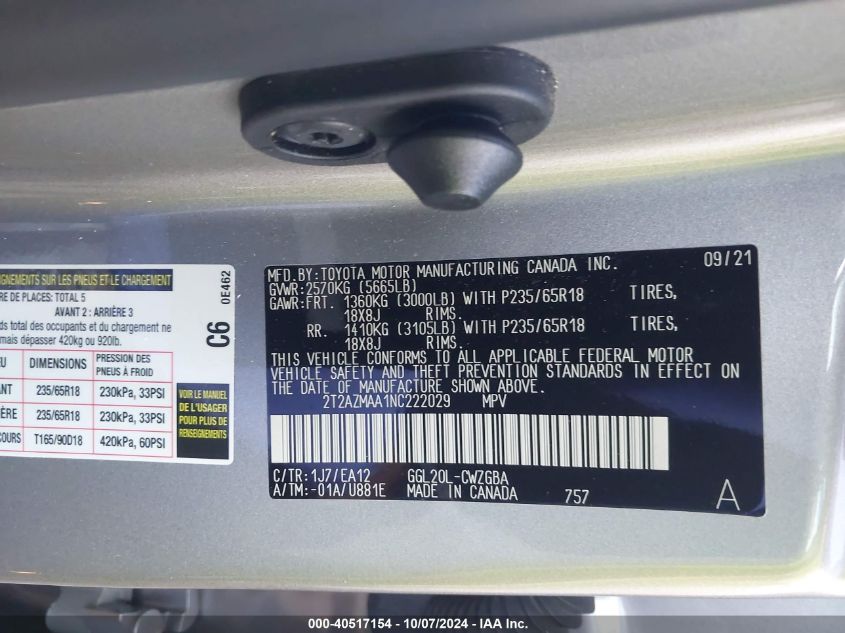 GNEMENTS SUR LES PNEUS ET LE CHARGEMENT
RE DE PLACES: TOTAL 5
AVANT 2 : ARRIÈRE 3
ds total des occupants et du chargement ne
mais dépasser 420kg ou 920lb.
U DIMENSIONS PRESSION DES PNEUS À FROID
ANT 235/65R18 230kPa, 33PSI
ÈRE 235/65R18 230kPa, 33PSI
COURS T165/90D18 420kPa, 60PSI
VOIR LE MANUEL
DE L'USAGER
POUR PLUS DE
RENSEIGNEMENTS
C6 0E462
MFD.BY:TOYOTA MOTOR MANUFACTURING CANADA INC. 09/21
GVWR:2570KG (5665LB)
GAWR:FRT. 1360KG (3000LB) WITH P235/65R18 TIRES,
18X8J RIMS.
RR. 1410KG (3105LB) WITH P235/65R18 TIRES,
18X8J RIMS.
THIS VEHICLE CONFORMS TO ALL APPLICABLE FEDERAL MOTOR
VEHICLE SAFETY AND THEFT PREVENTION STANDARDS IN EFFECT ON
THE DATE OF MANUFACTURE SHOWN ABOVE.
2T2AZMAA1NC222029 MPV
C/TR:1J7/EA12 GGL20L-CWZGBA
A/TM:-01A/U881E MADE IN CANADA 757 A
000-40517154 - 10/07/2024 - IAA Inc.